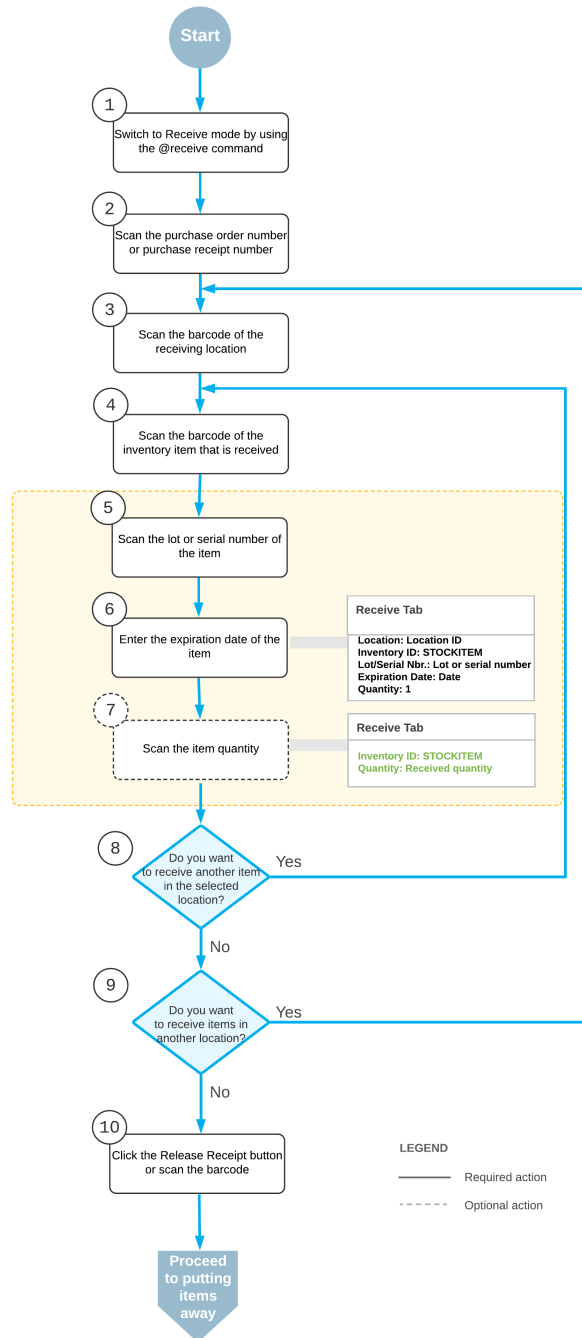 Start
1
Switch to Receive mode by using
the @receive command
2
Scan the purchase order number
or purchase receipt number
3
Scan the barcode of the
receiving location
4
Scan the barcode of the
inventory item that is received
5
Scan the lot or serial number of
the item
6
Enter the expiration date of the
item
Receive Tab
Location: Location ID
Inventory ID: STOCKITEM
Lot/Serial Nbr.: Lot or serial number
Expiration Date: Date
Quantity: 1
7
Scan the item quantity
Receive Tab
Inventory ID: STOCKITEM
Quantity: Received quantity
8
Do you want
to receive another item
in the selected
location?
Yes
No
9
Do you want
to receive items in
another location?
Yes
No
10
Click the Release Receipt button
or scan the barcode
LEGEND
Required action
Optional action
Proceed
to putting
items
away